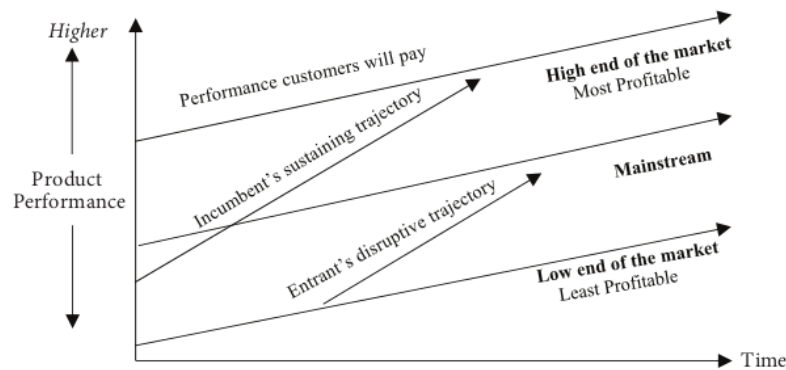 Higher
Performance customers will pay
High end of the market
Most Profitable
Incumbent's sustaining trajectory
Mainstream
Product
Performance
Entrant's disruptive trajectory
Low end of the market
Least Profitable
Time